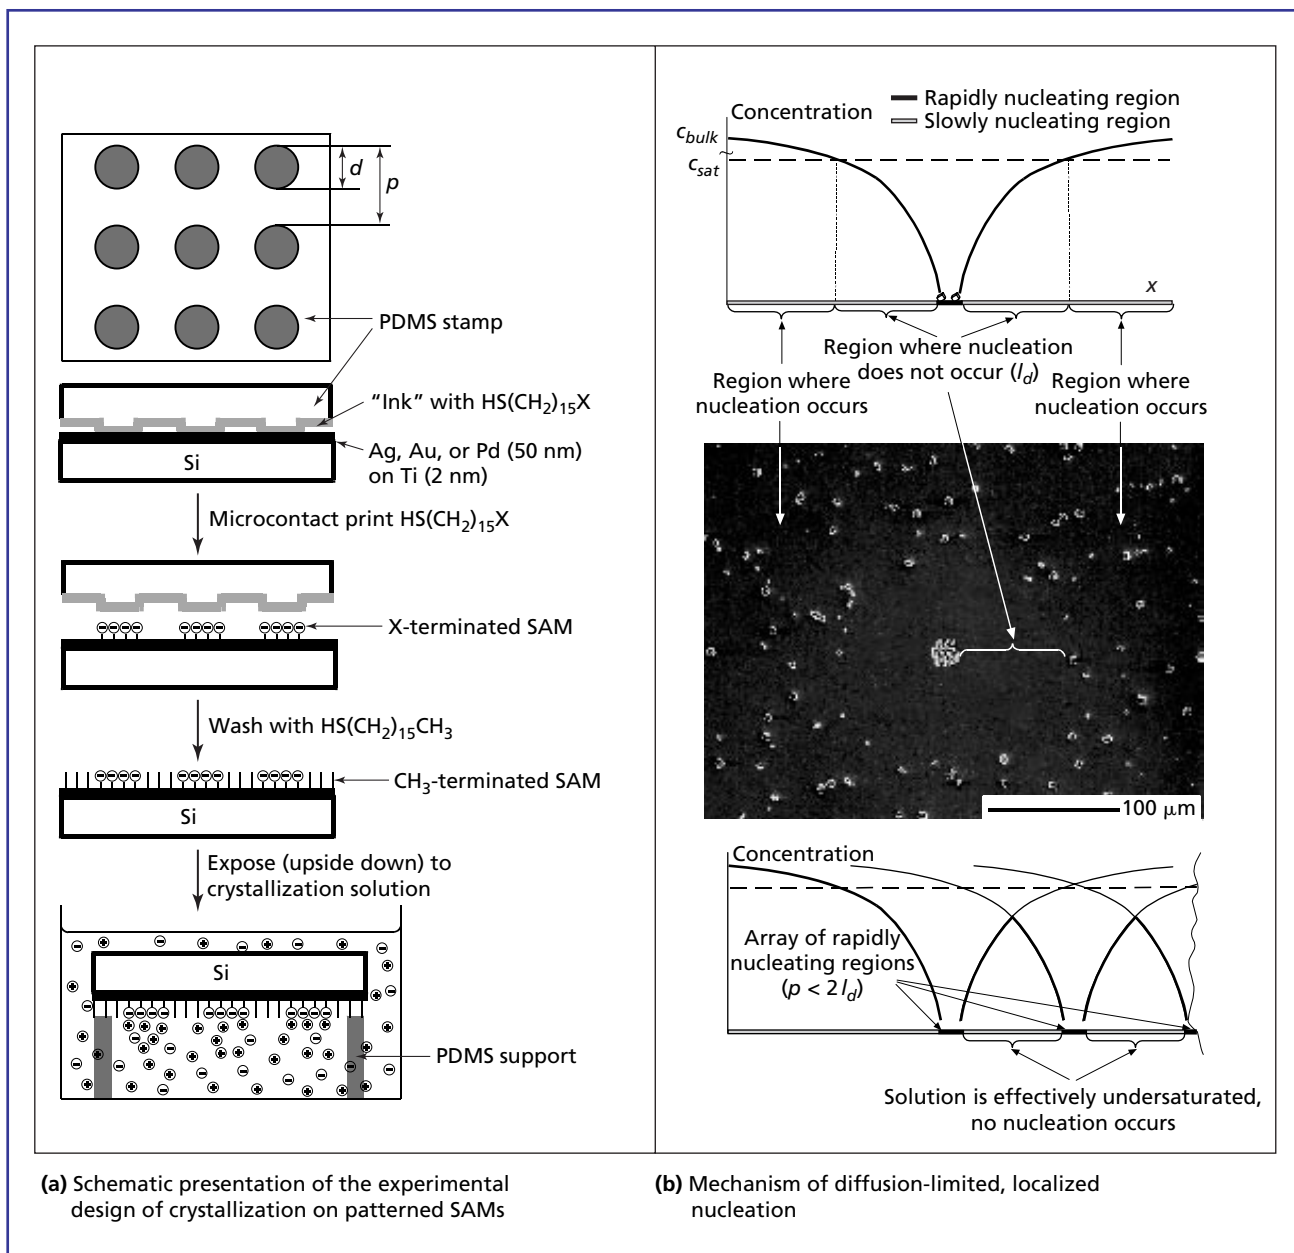 d
p
PDMS stamp
“Ink” with HS(CH2)15X
Ag, Au, or Pd (50 nm)
on Ti (2 nm)
Si
Microcontact print HS(CH2)15X
X-terminated SAM
Wash with HS(CH2)15CH3
CH3-terminated SAM
Si
Expose (upside down) to
crystallization solution
Si
PDMS support
(a) Schematic presentation of the experimental
design of crystallization on patterned SAMs
Concentration
Rapidly nucleating region
Slowly nucleating region
cbulk
~
csat
x
Region where nucleation
does not occur (ld)
Region where
nucleation occurs
Region where
nucleation occurs
100 µm
Concentration
Array of rapidly
nucleating regions
(p < 2 ld)
Solution is effectively undersaturated,
no nucleation occurs
(b) Mechanism of diffusion-limited, localized
nucleation